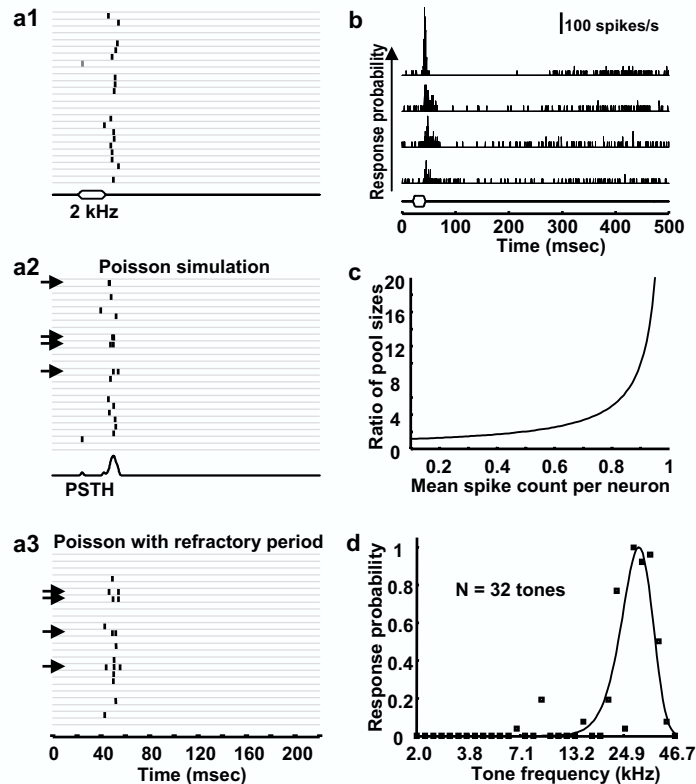 a1
2 kHz
a2
Poisson simulation
PSTH
a3
Poisson with refractory period
0 40 80 120 160 200
Time (msec)
b
100 spikes/s
Response probability
0 100 200 300 400 500
Time (msec)
c
Ratio of pool sizes
20
16
12
8
4
0.2 0.4 0.6 0.8 1
Mean spike count per neuron
d
Response probability
N = 32 tones
1
0.8
0.6
0.4
0.2
0
2.0 3.8 7.1 13.2 24.9 46.7
Tone frequency (kHz)